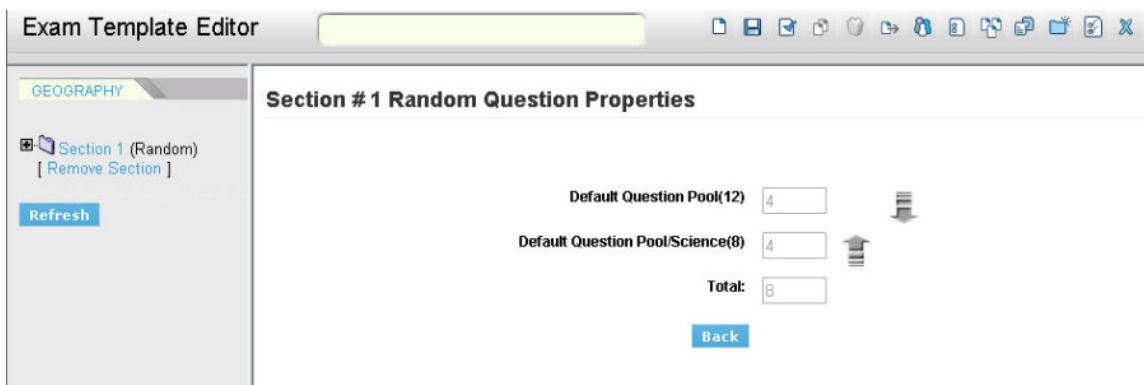 Exam Template Editor
GEOGRAPHY
Section 1 (Random)
[ Remove Section ]
Refresh
Section # 1 Random Question Properties
Default Question Pool(12) 4
Default Question Pool/Science(8) 4
Total: 8
Back